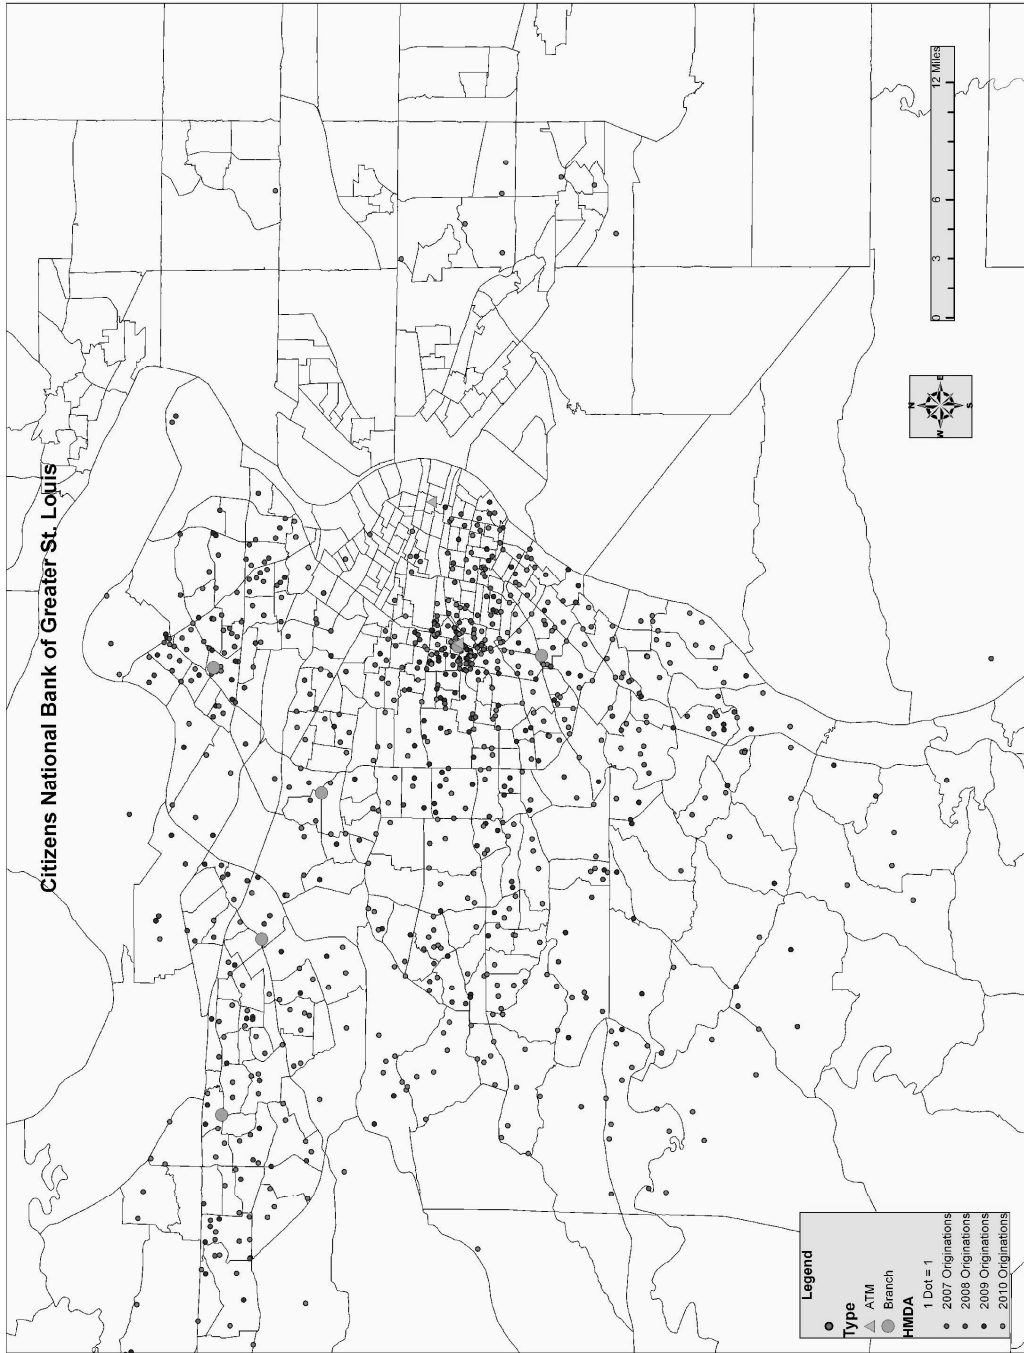 Citizens National Bank of Greater St. Louis
N
W E
S
0 3 6 12 Miles
Legend
Type
ATM
Branch
HMDA
1 Dot = 1
2007 Originations
2008 Originations
2009 Originations
2010 Originations